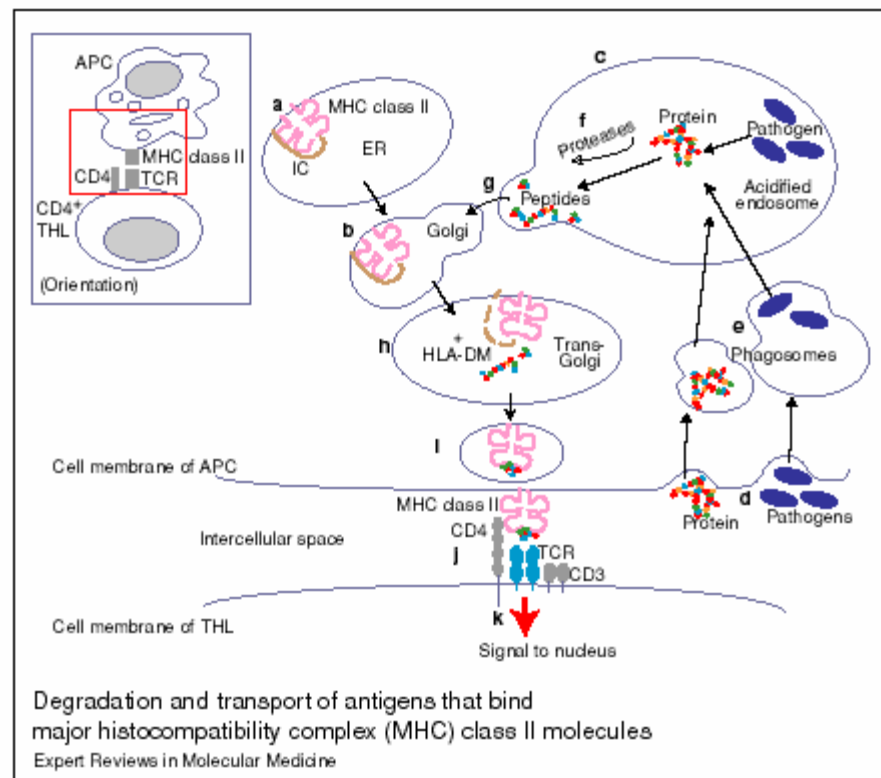 APC
MHC class II
CD4
TCR
CD4+
THL
(Orientation)
a
MHC class II
IC
ER
b
Golgi
c
f
Proteases
Protein
Pathogen
g
Peptides
Acidified
endosome
h
+
HLA-DM
Trans-
Golgi
e
Phagosomes
i
Cell membrane of APC
d
Protein
Pathogens
MHC class II
CD4
Intercellular space
j
TCR
CD3
k
Cell membrane of THL
Signal to nucleus
Degradation and transport of antigens that bind
major histocompatibility complex (MHC) class II molecules
Expert Reviews in Molecular Medicine